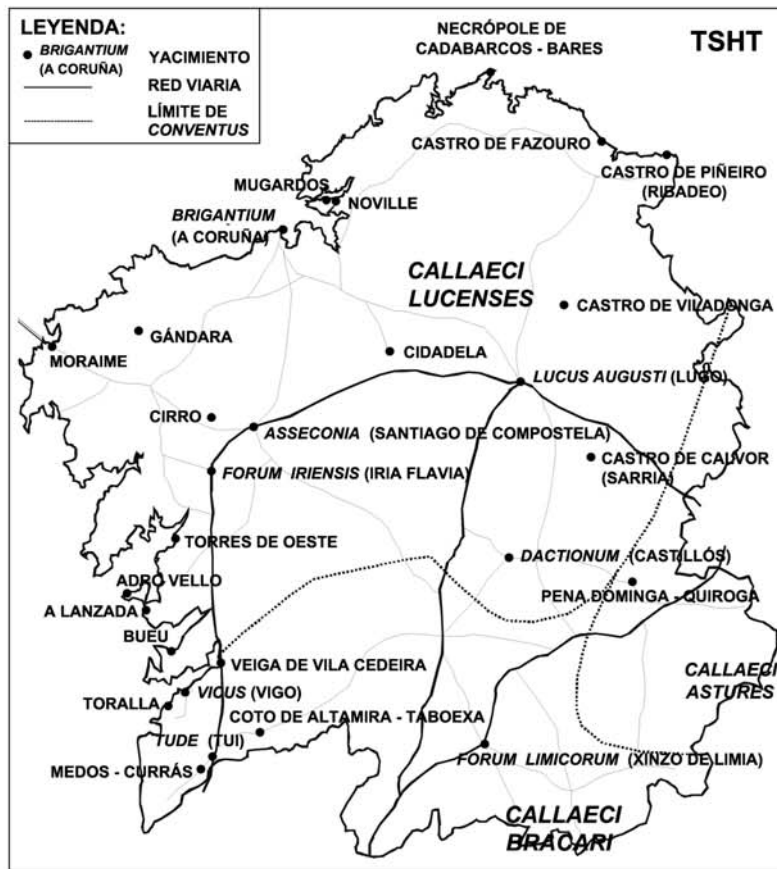 LEYENDA:
BRIGANTIUM
(A CORUÑA)
YACIMIENTO
RED VIARIA
LÍMITE DE
CONVENTUS
NECRÓPOLE DE
CADABARCOS - BARES
TSHT
CASTRO DE FAZOURO
CASTRO DE PIÑEIRO
(RIBADEO)
MUGARDOS
NOVILLE
BRIGANTIUM
(A CORUÑA)
CALLAECI
LUCENSES
CASTRO DE VILADONGA
GÁNDARA
MORAIME
CIDADELA
LUCUS AUGUSTI (LUGO)
CIRRO
ASSECONIA (SANTIAGO DE COMPOSTELA)
CASTRO DE CALVOR
(SARRIA)
FORUM IRIENSIS (IRIA FLAVIA)
TORRES DE OESTE
DACTIONUM (CASTILLÓS)
ADRO VELLO
PENA DOMINGA - QUIROGA
A LANZADA
BUEU
VEIGA DE VILA CEDEIRA
CALLAECI
ASTURES
VICUS (VIGO)
TORALLA
COTO DE ALTAMIRA - TABOEXA
TUDE (TUI)
FORUM LIMICORUM (XINZO DE LIMIA)
MEDOS - CURRÁS
CALLAECI
BRACARI